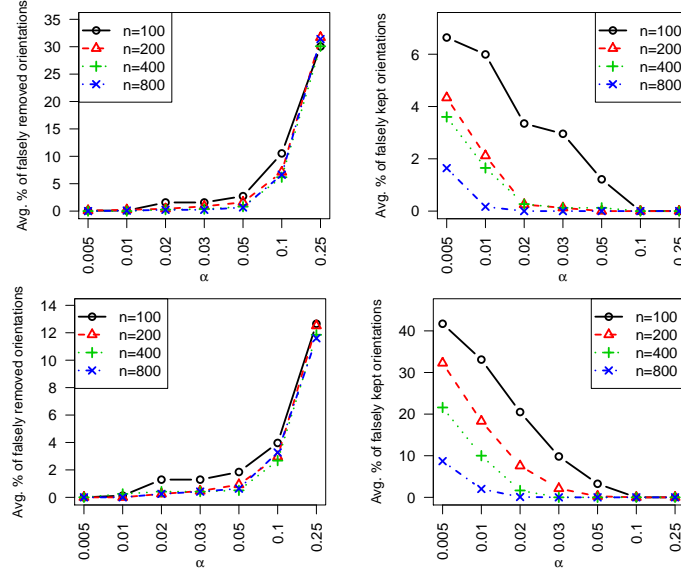 Avg. % of falsely removed orientations
35
30
25
20
15
10
5
0
n=100
n=200
n=400
n=800
0.005
0.01
0.02
0.03
0.05
0.1
0.25
α
Avg. % of falsely kept orientations
6
4
2
0
n=100
n=200
n=400
n=800
0.005
0.01
0.02
0.03
0.05
0.1
0.25
α
Avg. % of falsely removed orientations
14
12
10
8
6
4
2
0
n=100
n=200
n=400
n=800
0.005
0.01
0.02
0.03
0.05
0.1
0.25
α
Avg. % of falsely kept orientations
40
30
20
10
0
n=100
n=200
n=400
n=800
0.005
0.01
0.02
0.03
0.05
0.1
0.25
α